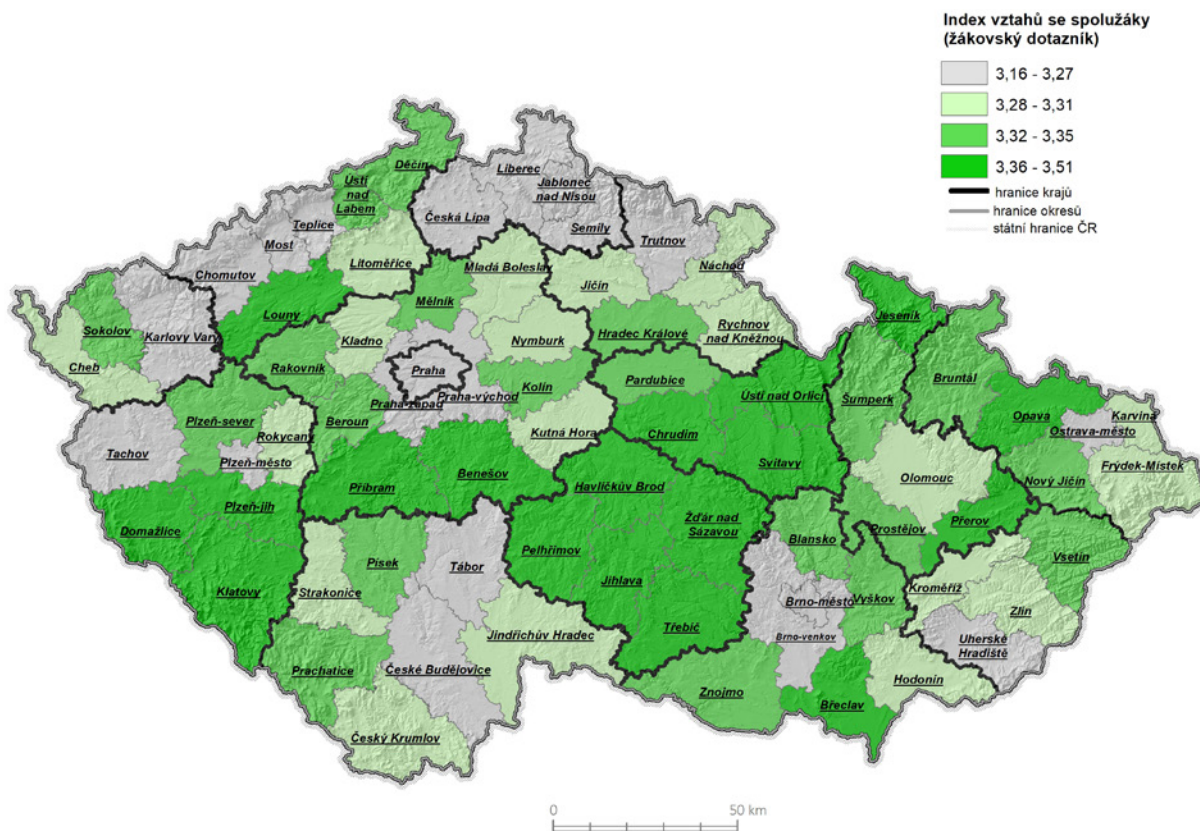 Index vztahů se spolužáky
(žákovský dotazník)
3,16 - 3,27
3,28 - 3,31
3,32 - 3,35
3,36 - 3,51
hranice krajů
hranice okresů
státní hranice ČR
Děčín
Ústí
nad
Labem
Liberec
Jablonec
nad Nisou
Česká Lípa
Semily
Teplice
Most
Chomutov
Litoměřice
Trutnov
Mladá Boleslav
Náchod
Jičín
Louny
Mělník
Sokolov
Karlovy Vary
Cheb
Kladno
Nymburk
Hradec Králové
Rychnov
nad Kněžnou
Jeseník
Rakovník
Praha
Praha-východ
Praha-západ
Kolín
Pardubice
Ústí nad Orlicí
Šumperk
Bruntál
Plzeň-sever
Beroun
Rokycany
Kutná Hora
Chrudim
Opava
Karviná
Ostrava-město
Tachov
Plzeň-město
Příbram
Benešov
Svitavy
Olomouc
Nový Jičín
Frýdek-Místek
Plzeň-jih
Havlíčkův Brod
Domažlice
Žďár nad
Sázavou
Blansko
Prostějov
Přerov
Vsetín
Pelhřimov
Písek
Tábor
Klatovy
Strakonice
Jihlava
Brno-město
Vyškov
Kroměříž
Zlín
Třebíč
Brno-venkov
Jindřichův Hradec
Uherské
Hradiště
Prachatice
České Budějovice
Znojmo
Hodonín
Břeclav
Český Krumlov
0
50 km